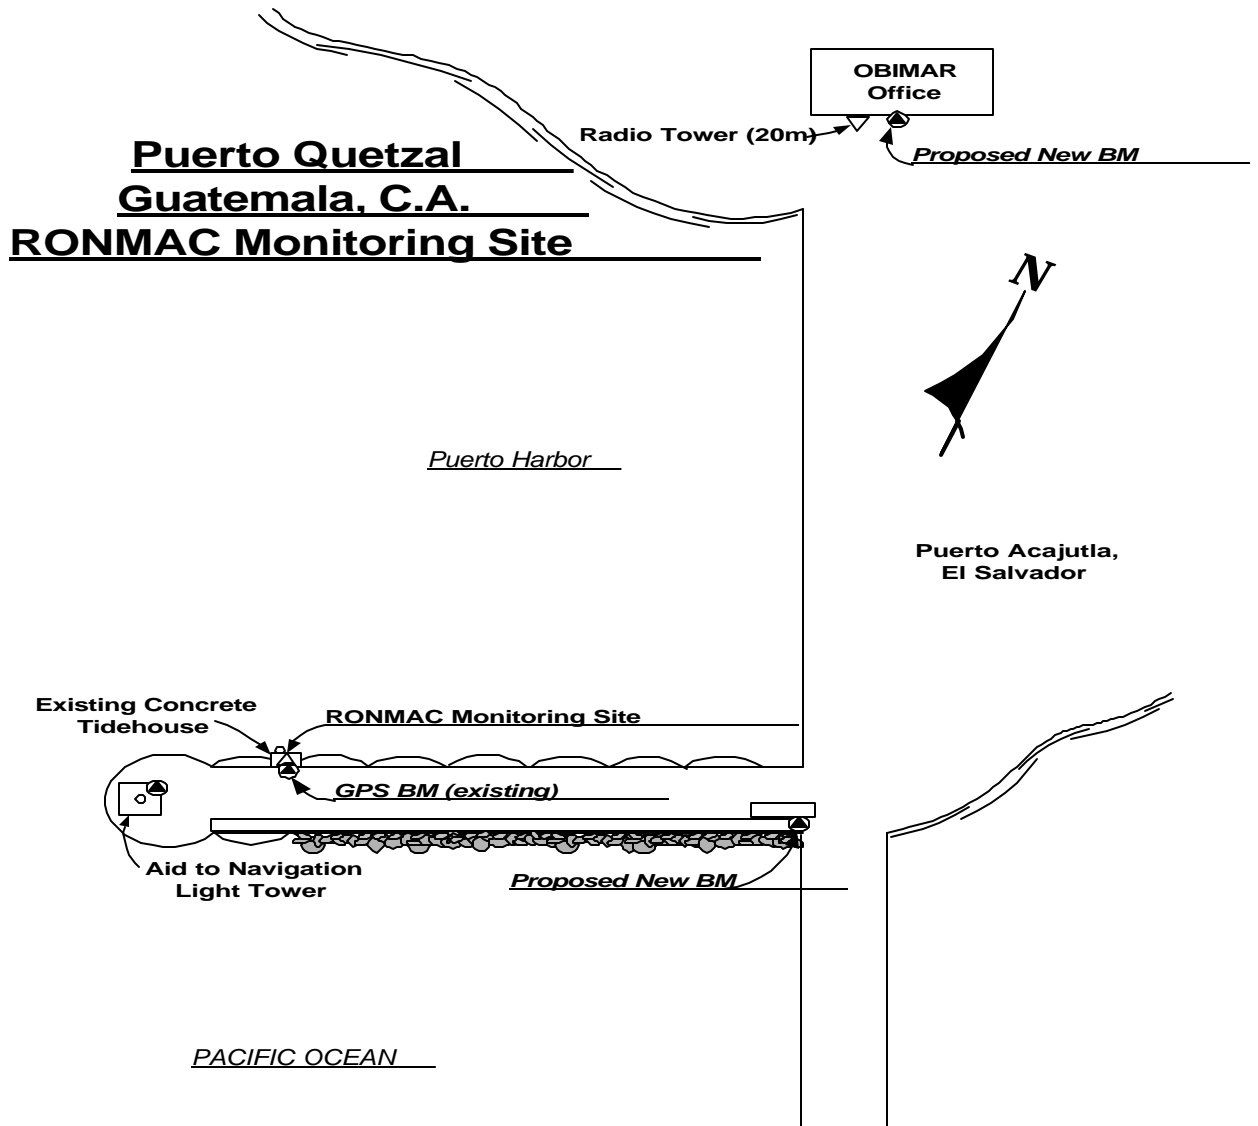 OBIMAR
Office
Radio Tower (20m)
Proposed New BM
Puerto Quetzal
Guatemala, C.A.
RONMAC Monitoring Site
N
Puerto Harbor
Puerto Acajutla,
El Salvador
Existing Concrete
Tidehouse
RONMAC Monitoring Site
GPS BM (existing)
Aid to Navigation
Light Tower
Proposed New BM
PACIFIC OCEAN